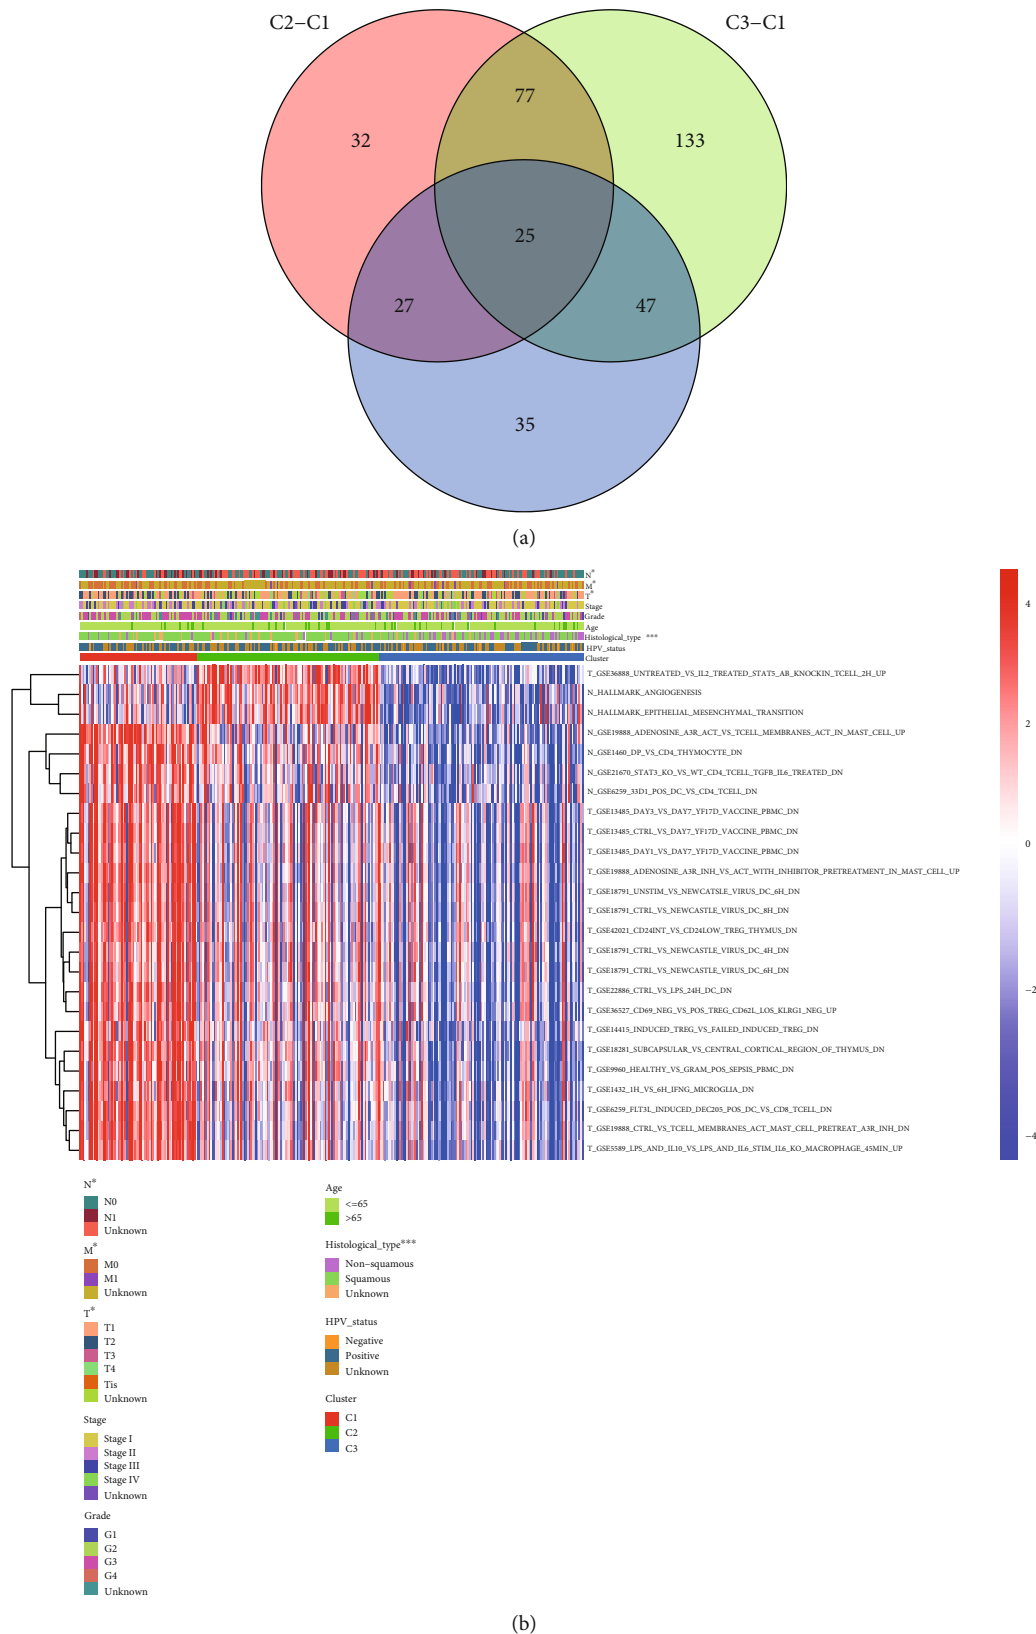 C2−C1
C3−C1
77
32
133
25
27
47
35
(a)
N*
M*
T*
Stage
Grade
Age
Histological_type ***
HPV_status
Cluster
T_GSE36888_UNTREATED_VS_IL2_TREATED_STAT5_AB_KNOCKIN_TCELL_2H_UP
N_HALLMARK_ANGIOGENESIS
N_HALLMARK_EPITHELIAL_MESENCHYMAL_TRANSITION
N_GSE19888_ADENOSINE_A3R_ACT_VS_TCELL_MEMBRANES_ACT_IN_MAST_CELL_UP
N_GSE1460_DP_VS_CD4_THYMOCYTE_DN
N_GSE21670_STAT3_KO_VS_WT_CD4_TCELL_TGFB_IL6_TREATED_DN
N_GSE6259_33D1_POS_DC_VS_CD4_TCELL_DN
T_GSE13485_DAY3_VS_DAY7_YF17D_VACCINE_PBMC_DN
T_GSE13485_CTRL_VS_DAY7_YF17D_VACCINE_PBMC_DN
T_GSE13485_DAY1_VS_DAY7_YF17D_VACCINE_PBMC_DN
T_GSE19888_ADENOSINE_A3R_INH_VS_ACT_WITH_INHIBITOR_PRETREATMENT_IN_MAST_CELL_UP
T_GSE18791_UNSTIM_VS_NEWCATSLE_VIRUS_DC_6H_DN
T_GSE18791_CTRL_VS_NEWCASTLE_VIRUS_DC_8H_DN
T_GSE42021_CD24INT_VS_CD24LOW_TREG_THYMUS_DN
T_GSE18791_CTRL_VS_NEWCASTLE_VIRUS_DC_4H_DN
T_GSE18791_CTRL_VS_NEWCASTLE_VIRUS_DC_6H_DN
T_GSE22886_CTRL_VS_LPS_24H_DC_DN
T_GSE36527_CD69_NEG_VS_POS_TREG_CD62L_LOS_KLRG1_NEG_UP
T_GSE14415_INDUCED_TREG_VS_FAILED_INDUCED_TREG_DN
T_GSE18281_SUBCAPSULAR_VS_CENTRAL_CORTICAL_REGION_OF_THYMUS_DN
T_GSE9960_HEALTHY_VS_GRAM_POS_SEPSIS_PBMC_DN
T_GSE1432_1H_VS_6H_IFNG_MICROGLIA_DN
T_GSE6259_FLT3L_INDUCED_DEC205_POS_DC_VS_CD8_TCELL_DN
T_GSE19888_CTRL_VS_TCELL_MEMBRANES_ACT_MAST_CELL_PRETREAT_A3R_INH_DN
T_GSE5589_LPS_AND_IL10_VS_LPS_AND_IL6_STIM_IL6_KO_MACROPHAGE_45MIN_UP
4
2
0
−2
−4
N*
N0
N1
Unknown
M*
M0
M1
Unknown
T*
T1
T2
T3
T4
Tis
Unknown
Stage
Stage I
Stage II
Stage III
Stage IV
Unknown
Grade
G1
G2
G3
G4
Unknown
Age
<=65
>65
Histological_type***
Non−squamous
Squamous
Unknown
HPV_status
Negative
Positive
Unknown
Cluster
C1
C2
C3
(b)